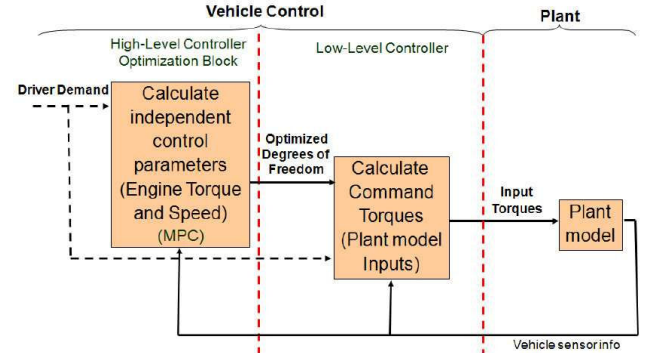 Vehicle Control
Plant
High-Level Controller
Optimization Block
Low-Level Controller
Driver Demand
Calculate
independent
control
parameters
(Engine Torque
and Speed)
(MPC)
Optimized
Degrees of
Freedom
Calculate
Command
Torques
(Plant model
Inputs)
Input
Torques
Plant
model
Vehicle sensor info